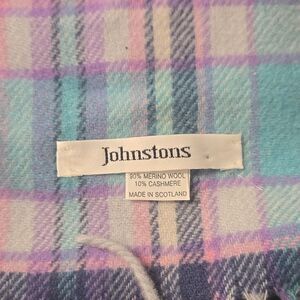 Johnstons
90% MERINO WOOL
10% CASHMERE
MADE IN SCOTLAND